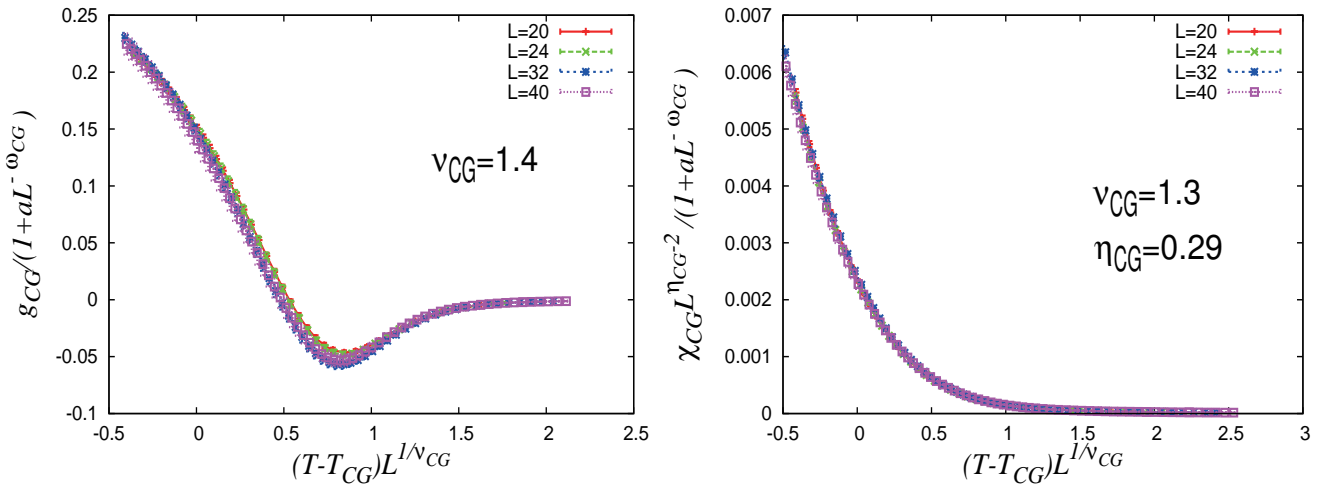 0.25
0.2
0.15
0.1
0.05
0
-0.05
-0.1
-0.5 0 0.5 1 1.5 2 2.5
g_CG/(1+aL^-ω_CG)
(T-T_CG)L^1/ν_CG
L=20
L=24
L=32
L=40
ν_CG=1.4
0.007
0.006
0.005
0.004
0.003
0.002
0.001
0
-0.5 0 0.5 1 1.5 2 2.5 3
χ_CG L^η_CG-2/(1+aL^-ω_CG)
(T-T_CG)L^1/ν_CG
L=20
L=24
L=32
L=40
ν_CG=1.3
η_CG=0.29